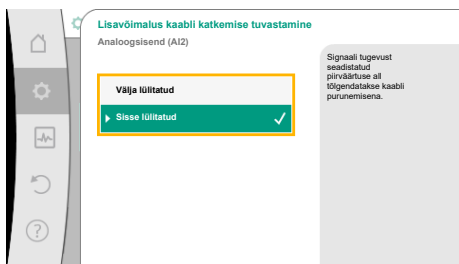 Lisavõimalus kaabli katkemise tuvastamine
Analoogsisend (AI2)
Välja lülitatud
Sisse lülitatud
Signaali tugevust
seadistatud
piirväärtuse all
tõlgendatakse kaabli
purunemisena.